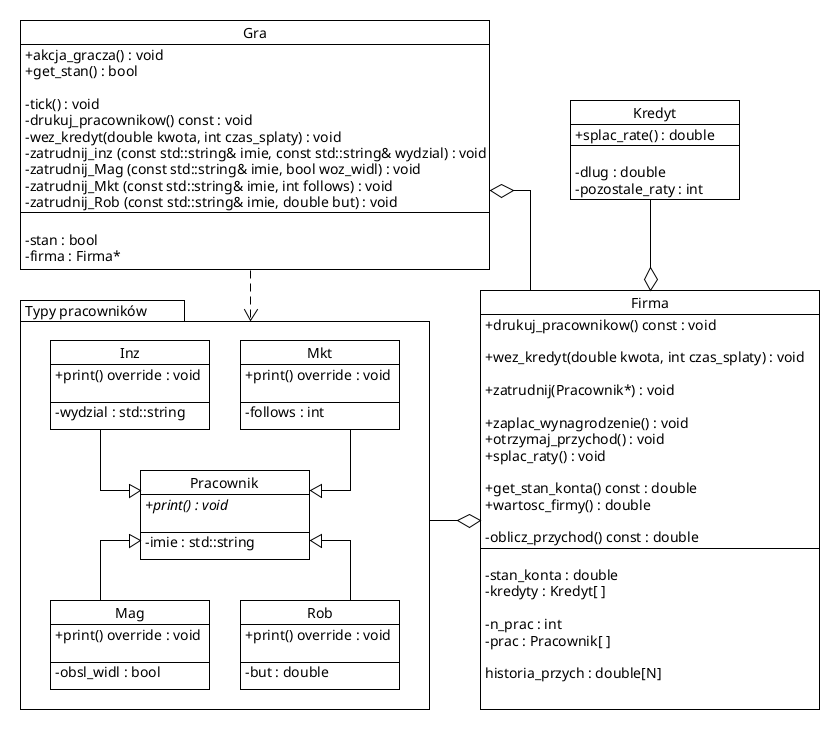 Gra
+akcja_gracza() : void
+get_stan() : bool
-tick() : void
-drukuj_pracownikow() const : void
-wez_kredyt(double kwota, int czas_splaty) : void
-zatrudnij_inz (const std::string& imie, const std::string& wydzial) : void
-zatrudnij_Mag (const std::string& imie, bool woz_widl) : void
-zatrudnij_Mkt (const std::string& imie, int follows) : void
-zatrudnij_Rob (const std::string& imie, double but) : void
-stan : bool
-firma : Firma*
Kredyt
+splac_rate() : double
-dlug : double
-pozostale_raty : int
Typy pracowników
Inz
+print() override : void
-wydzial : std::string
Mkt
+print() override : void
-follows : int
Pracownik
+print() : void
-imie : std::string
Mag
+print() override : void
-obsl_widl : bool
Rob
+print() override : void
-but : double
Firma
+drukuj_pracownikow() const : void
+wez_kredyt(double kwota, int czas_splaty) : void
+zatrudnij(Pracownik*) : void
+zaplac_wynagrodzenie() : void
+otrzymaj_przychod() : void
+splac_raty() : void
+get_stan_konta() const : double
+wartosc_firmy() : double
-oblicz_przychod() const : double
-stan_konta : double
-kredyty : Kredyt[ ]
-n_prac : int
-prac : Pracownik[ ]
historia_przych : double[N]